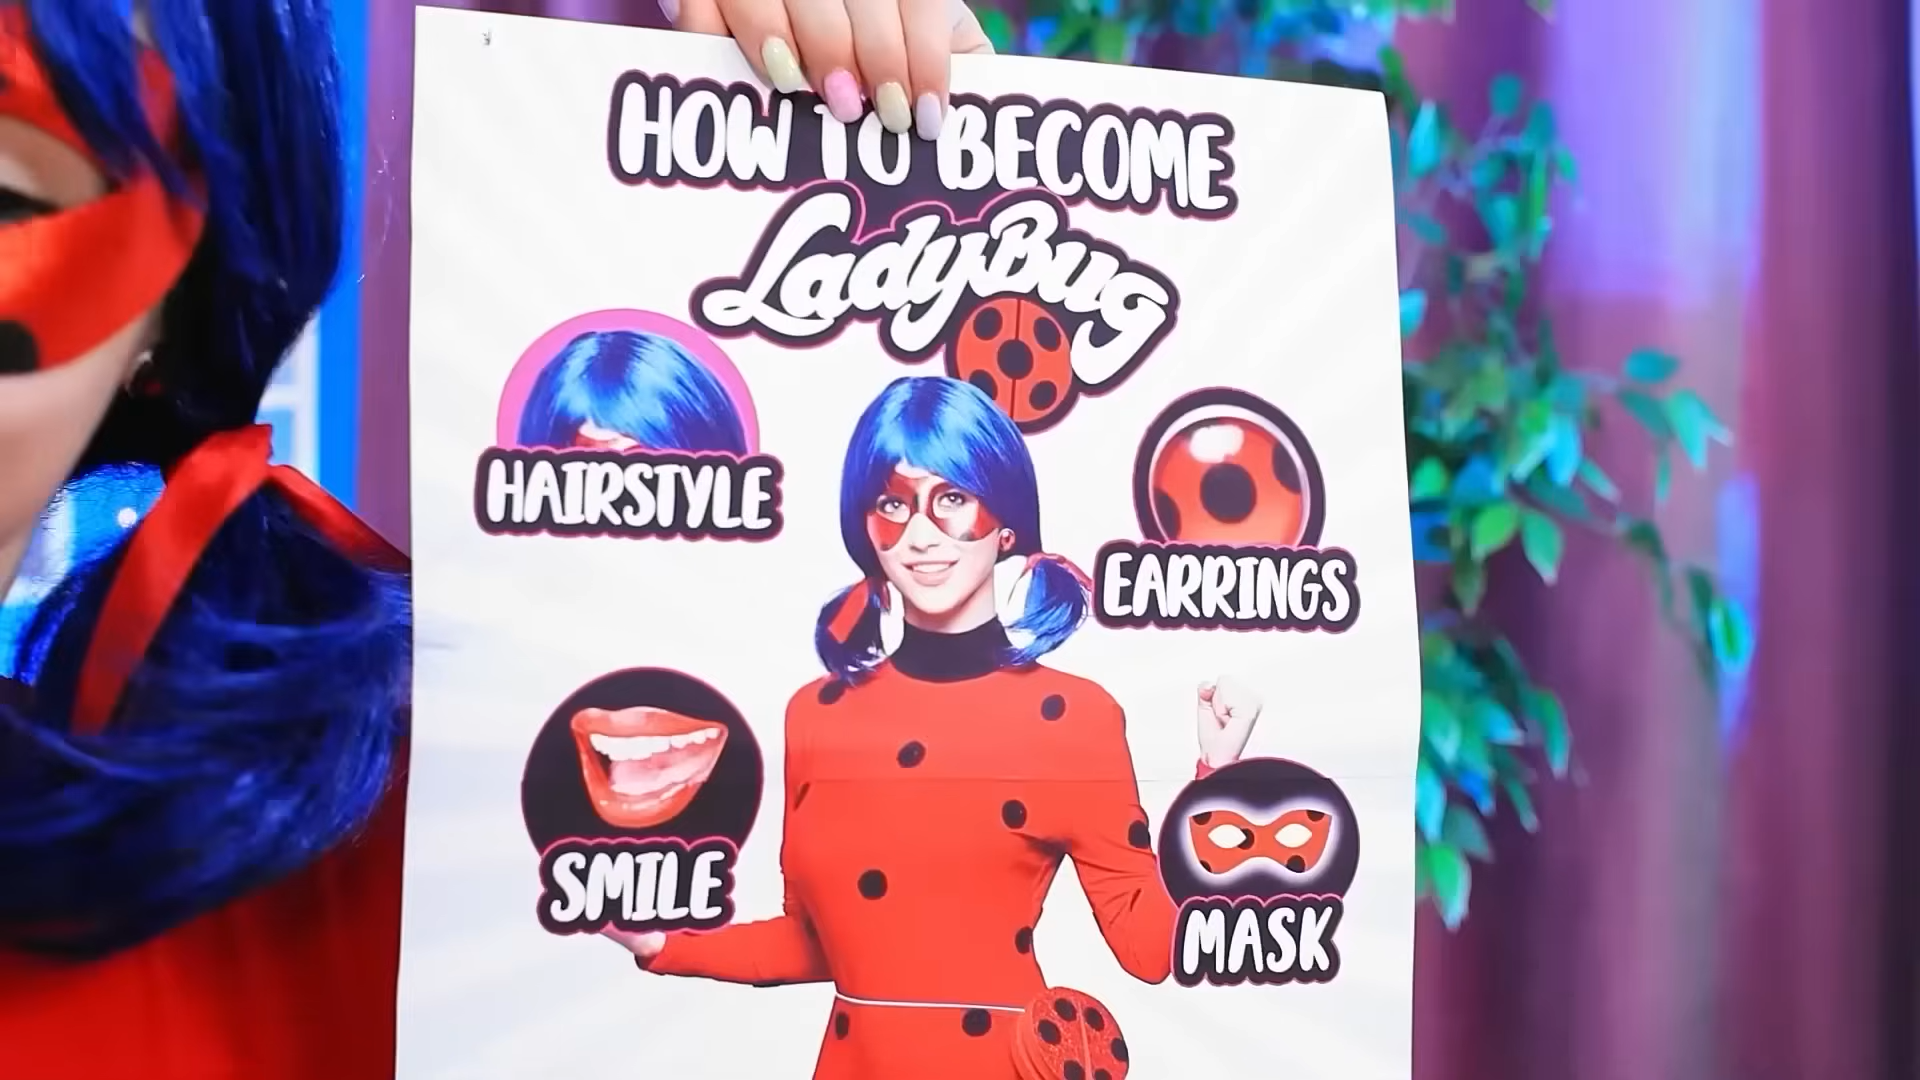 HOW TO BECOME
LadyBug
HAIRSTYLE
EARRINGS
SMILE
MASK